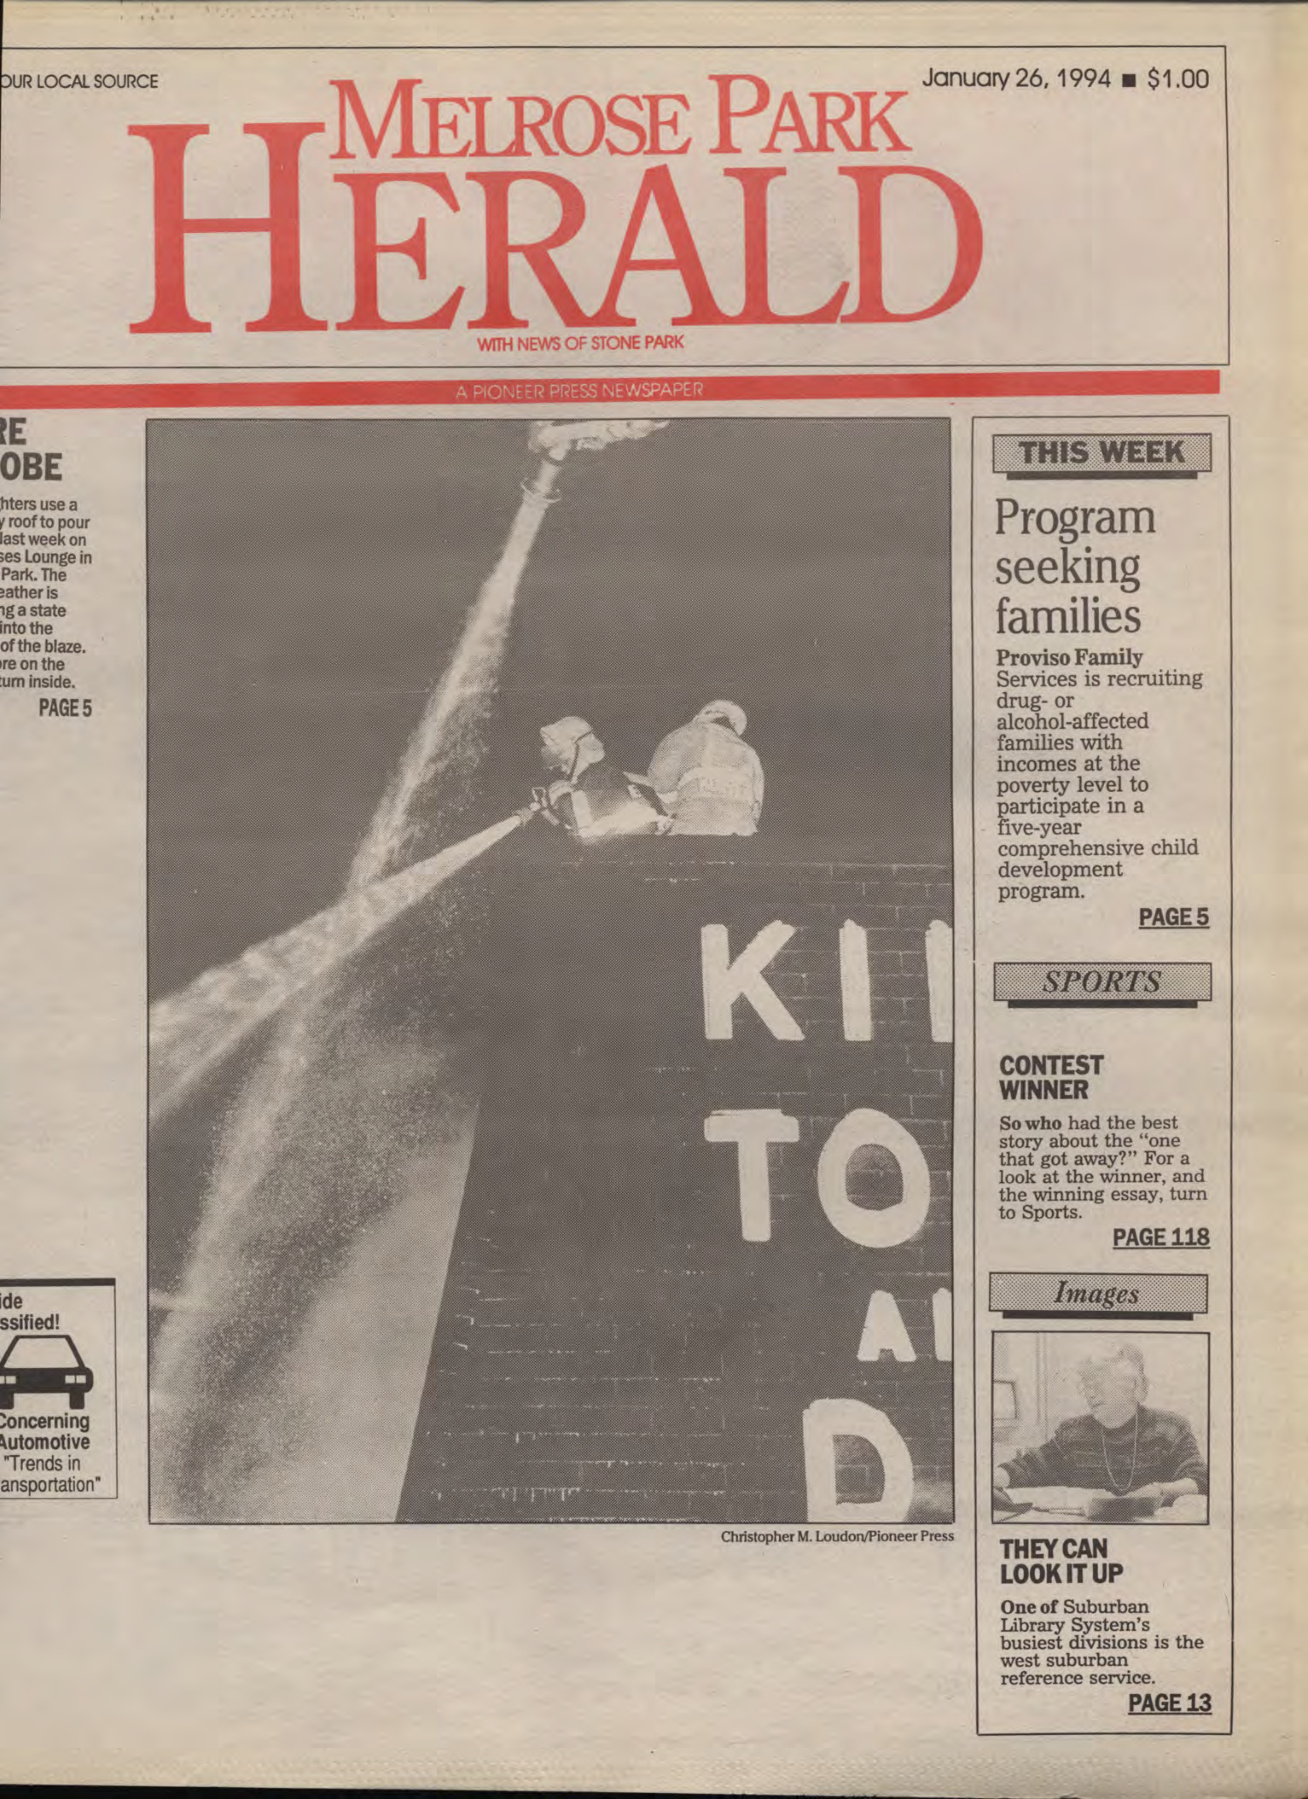 OUR LOCAL SOURCE
January 26, 1994 ■ $1.00
MELROSE PARK
HERALD
WITH NEWS OF STONE PARK
A PIONEER PRESS NEWSPAPER
RE
OBE
hters use a
y roof to pour
last week on
ses Lounge in
Park. The
eather is
ng a state
into the
of the blaze.
ore on the
turn inside.
PAGE 5
ide
ssified!
Concerning
Automotive
"Trends in
ansportation"
KI
TO
A
D
Christopher M. Loudon/Pioneer Press
THIS WEEK
Program
seeking
families
Proviso Family
Services is recruiting
drug- or
alcohol-affected
families with
incomes at the
poverty level to
participate in a
five-year
comprehensive child
development
program.
PAGE 5
SPORTS
CONTEST
WINNER
So who had the best
story about the "one
that got away?" For a
look at the winner, and
the winning essay, turn
to Sports.
PAGE 118
Images
THEY CAN
LOOK IT UP
One of Suburban
Library System's
busiest divisions is the
west suburban
reference service.
PAGE 13